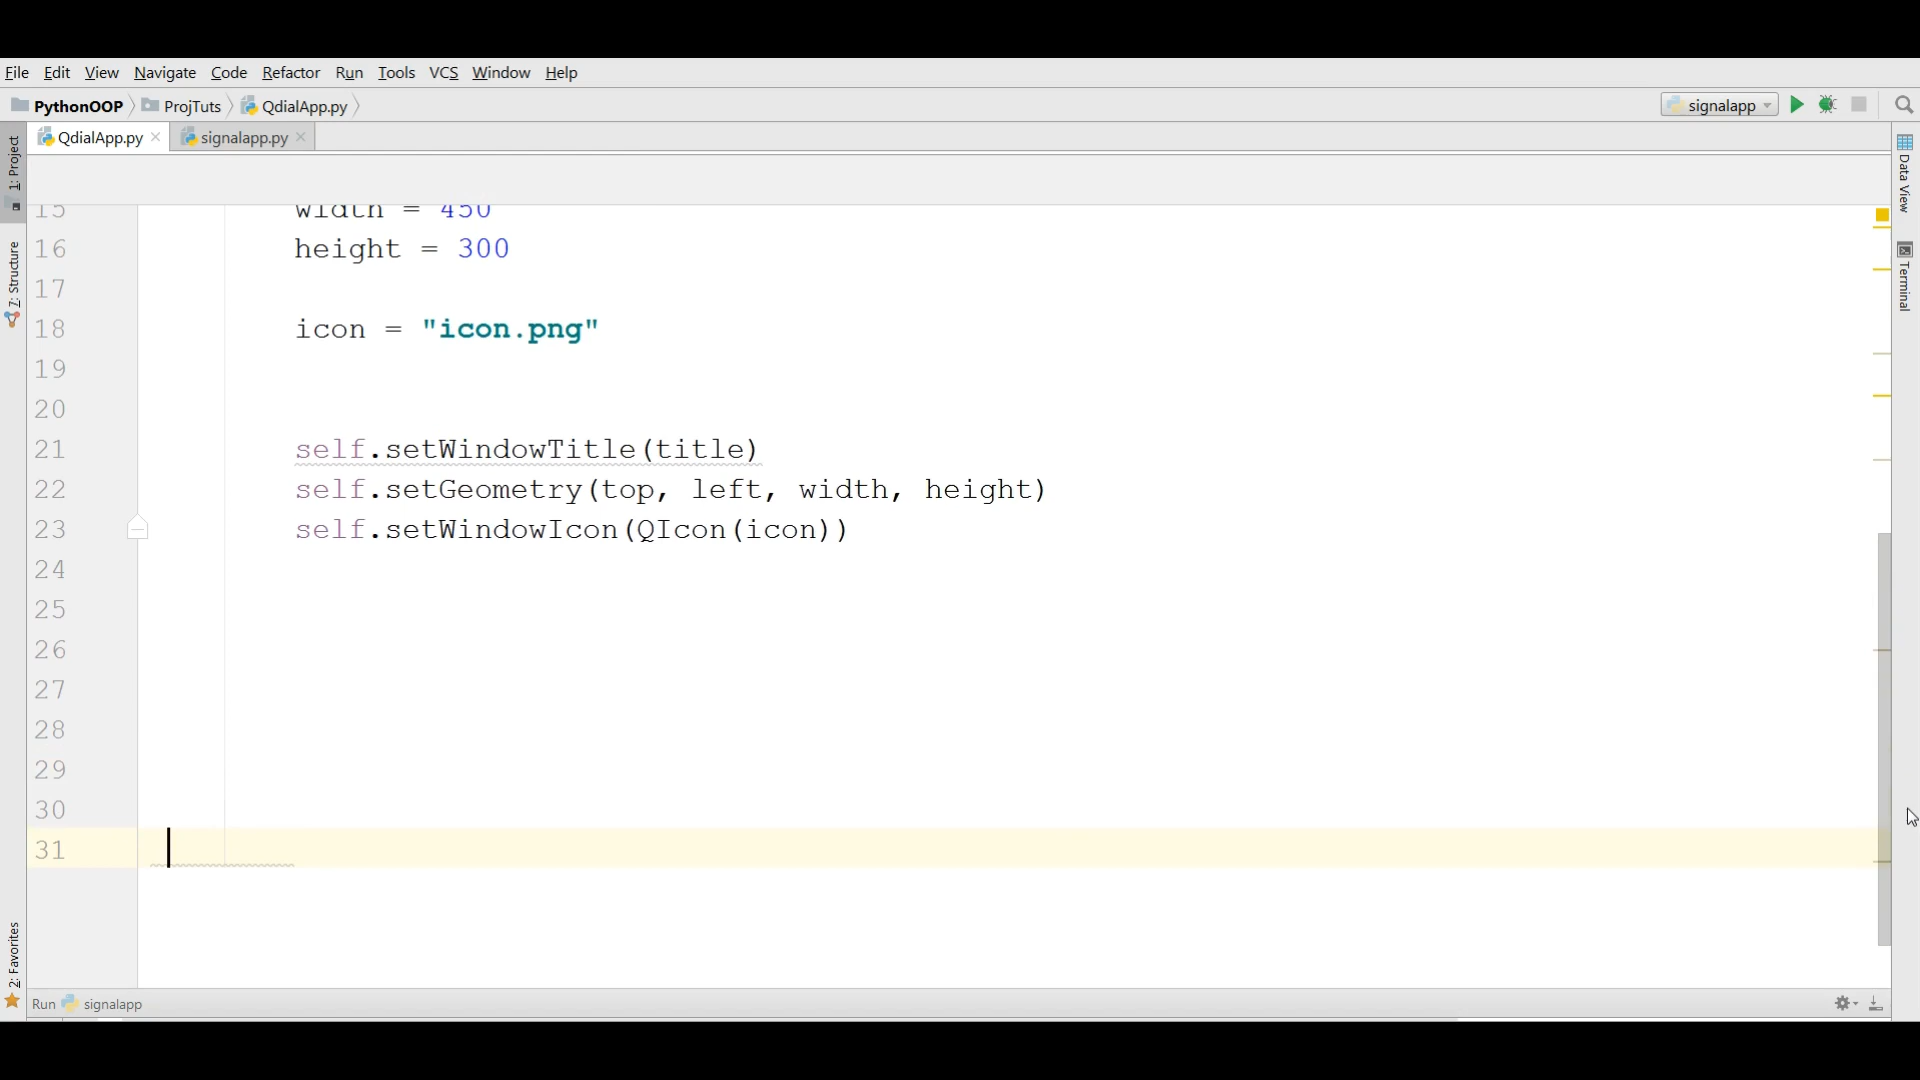 File Edit View Navigate Code Refactor Run Tools VCS Window Help
PythonOOP ProjTuts QdialApp.py signalapp
QdialApp.py signalapp.py
1: Project
7: Structure
2: Favorites
Data View
Terminal
15 width = 450
16 height = 300
17
18 icon = "icon.png"
19
20
21 self.setWindowTitle(title)
22 self.setGeometry(top, left, width, height)
23 self.setWindowIcon(QIcon(icon))
24
25
26
27
28
29
30
31
Run signalapp